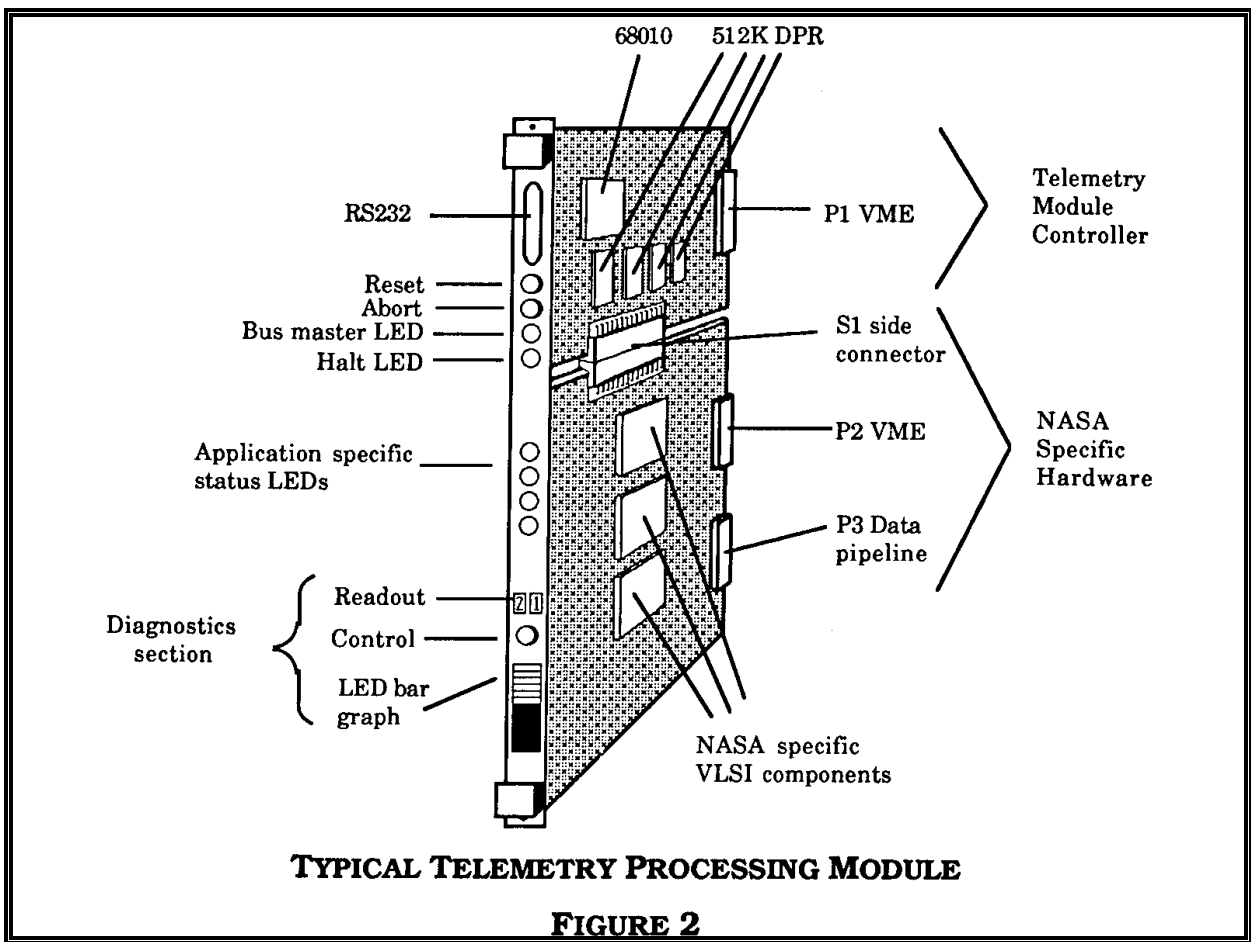 68010
512K DPR
RS232
Reset
Abort
Bus master LED
Halt LED
Application specific
status LEDs
Diagnostics
section
Readout
Control
LED bar
graph
2 1
P1 VME
S1 side
connector
P2 VME
P3 Data
pipeline
Telemetry
Module
Controller
NASA
Specific
Hardware
NASA specific
VLSI components
TYPICAL TELEMETRY PROCESSING MODULE
FIGURE 2